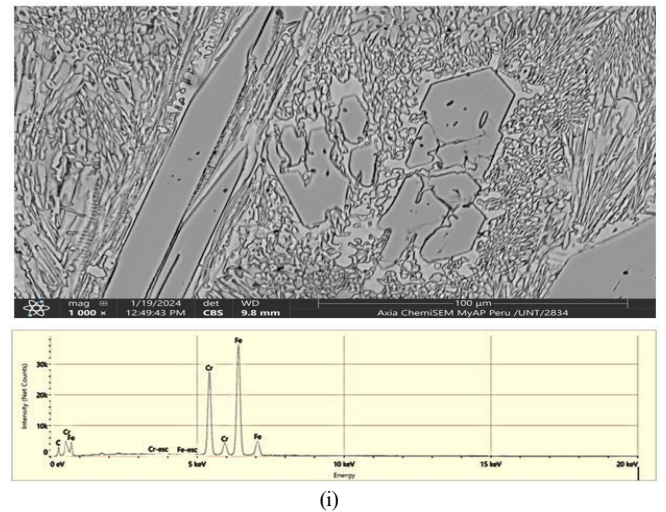 mag 1/19/2024 det WD 100 µm
1 000 × 12:49:43 PM CBS 9.8 mm Axia ChemiSEM MyAP Peru /UNT/2834
Intensity (Net Counts)
30k
20k
10k
0
C
Cr
Fe
Cr-esc
Fe-esc
Cr
Cr
Fe
Fe
0 eV
5 keV
10 keV
15 keV
20 keV
Energy
(i)